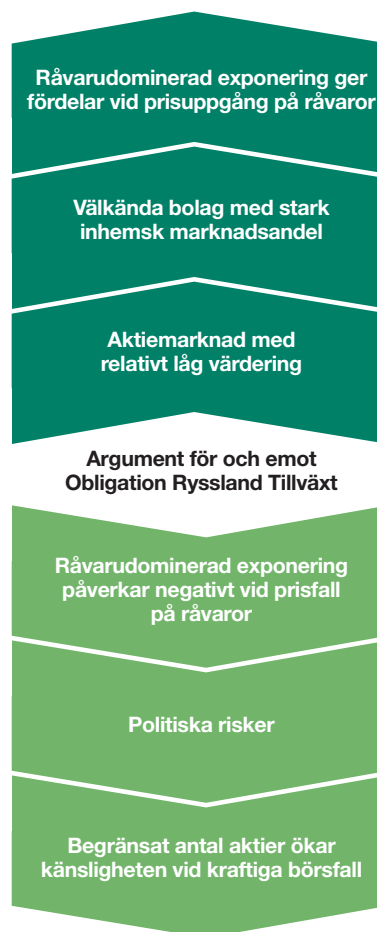 Råvarudominerad exponering ger
fördelar vid prisuppgång på råvaror
Välkända bolag med stark
inhemsk marknadsandel
Aktiemarknad med
relativt låg värdering
Argument för och emot
Obligation Ryssland Tillväxt
Råvarudominerad exponering
påverkar negativt vid prisfall
på råvaror
Politiska risker
Begränsat antal aktier ökar
känsligheten vid kraftiga börsfall